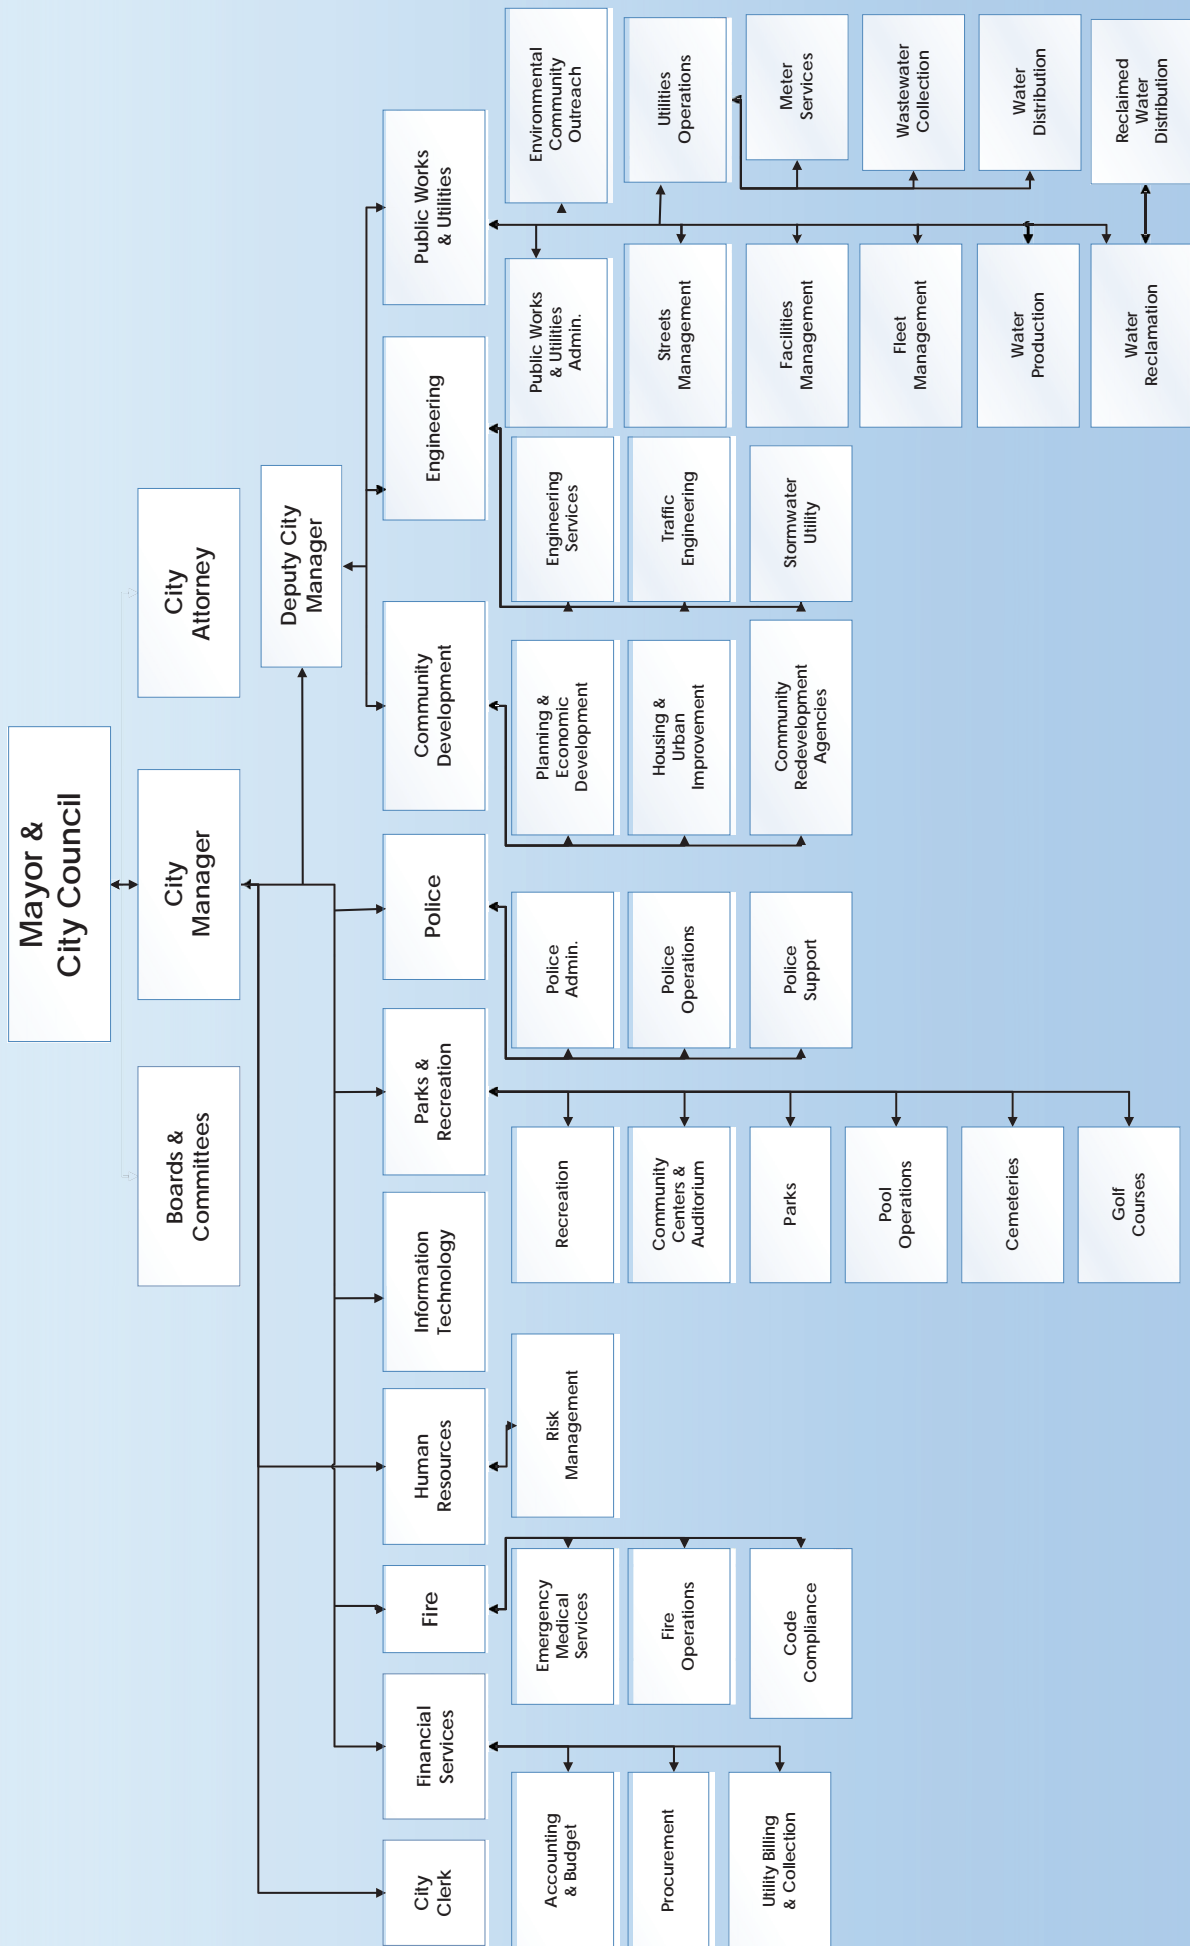 Mayor &
City Council
Boards &
Committees
City
Manager
City
Attorney
Deputy City
Manager
City
Clerk
Financial
Services
Fire
Human
Resources
Information
Technology
Parks &
Recreation
Police
Community
Development
Engineering
Public Works
& Utilities
Accounting
& Budget
Procurement
Utility Billing
& Collection
Emergency
Medical
Services
Fire
Operations
Code
Compliance
Risk
Management
Recreation
Community
Centers &
Auditorium
Parks
Pool
Operations
Cemeteries
Golf
Courses
Police
Admin.
Police
Operations
Police
Support
Planning &
Economic
Development
Housing &
Urban
Improvement
Community
Redevelopment
Agencies
Engineering
Services
Traffic
Engineering
Stormwater
Utility
Public Works
& Utilities
Admin.
Streets
Management
Facilities
Management
Fleet
Management
Water
Production
Water
Reclamation
Environmental
Community
Outreach
Utilities
Operations
Meter
Services
Wastewater
Collection
Water
Distribution
Reclaimed
Water
Distribution